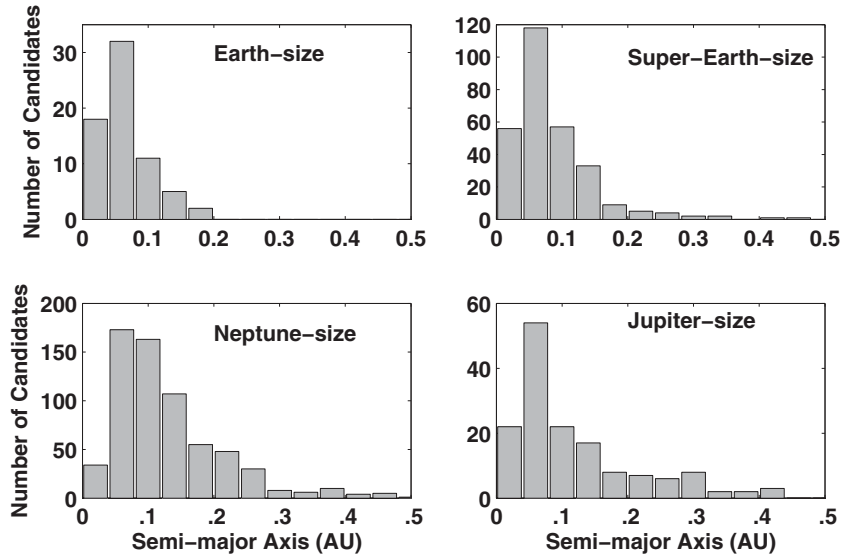 Number of Candidates
30
20
10
0
Earth−size
0 0.1 0.2 0.3 0.4 0.5
120
100
80
60
40
20
0
Super−Earth−size
0 0.1 0.2 0.3 0.4 0.5
Number of Candidates
200
150
100
50
0
Neptune−size
0 .1 .2 .3 .4 .5
Semi−major Axis (AU)
60
40
20
0
Jupiter−size
0 .1 .2 .3 .4 .5
Semi−major Axis (AU)